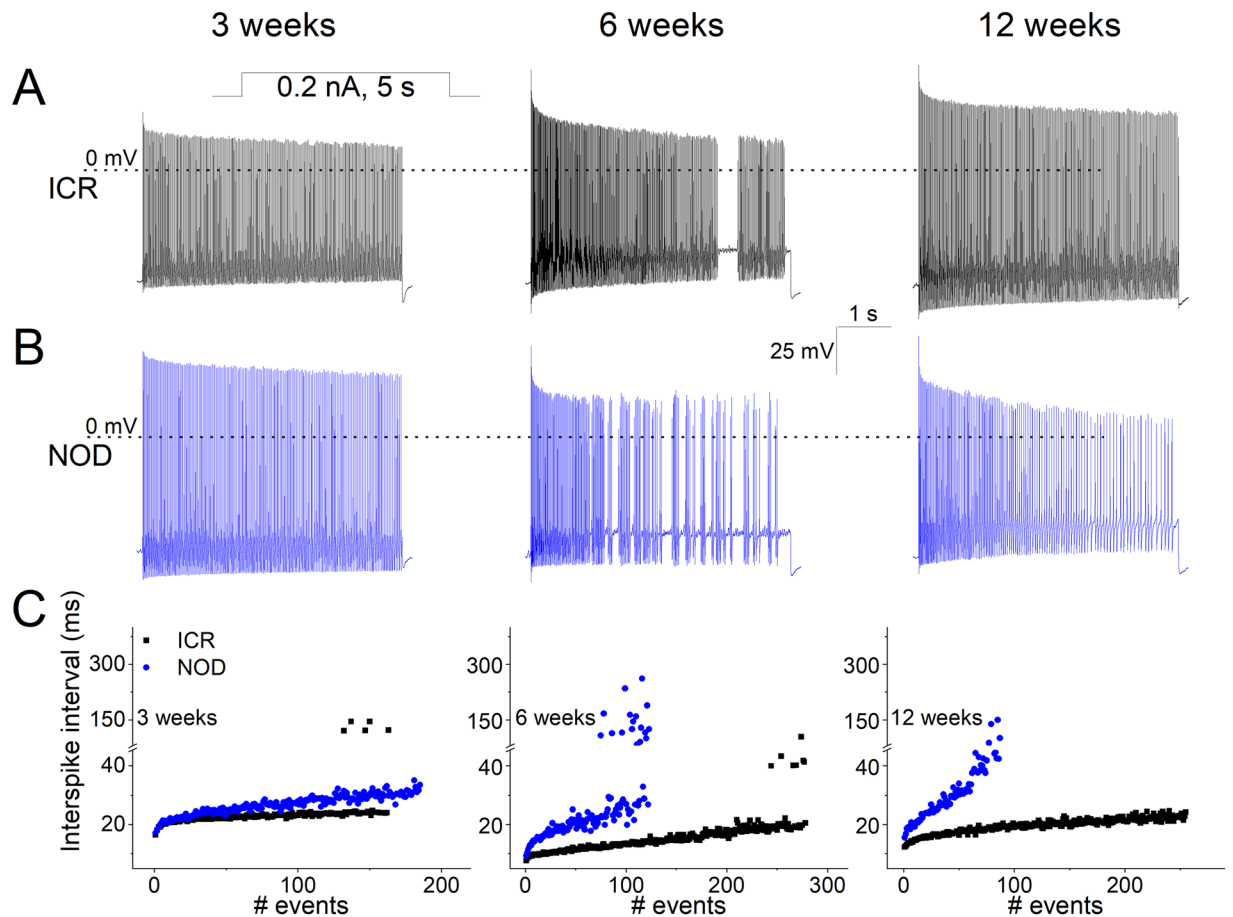 3 weeks 6 weeks 12 weeks
A
0.2 nA, 5 s
0 mV
ICR
1 s
25 mV
B
0 mV
NOD
C
Interspike interval (ms)
ICR
NOD
3 weeks
6 weeks
12 weeks
300
150
40
20
300
150
40
20
300
150
40
20
0 100 200
0 100 200 300
0 100 200
# events
# events
# events